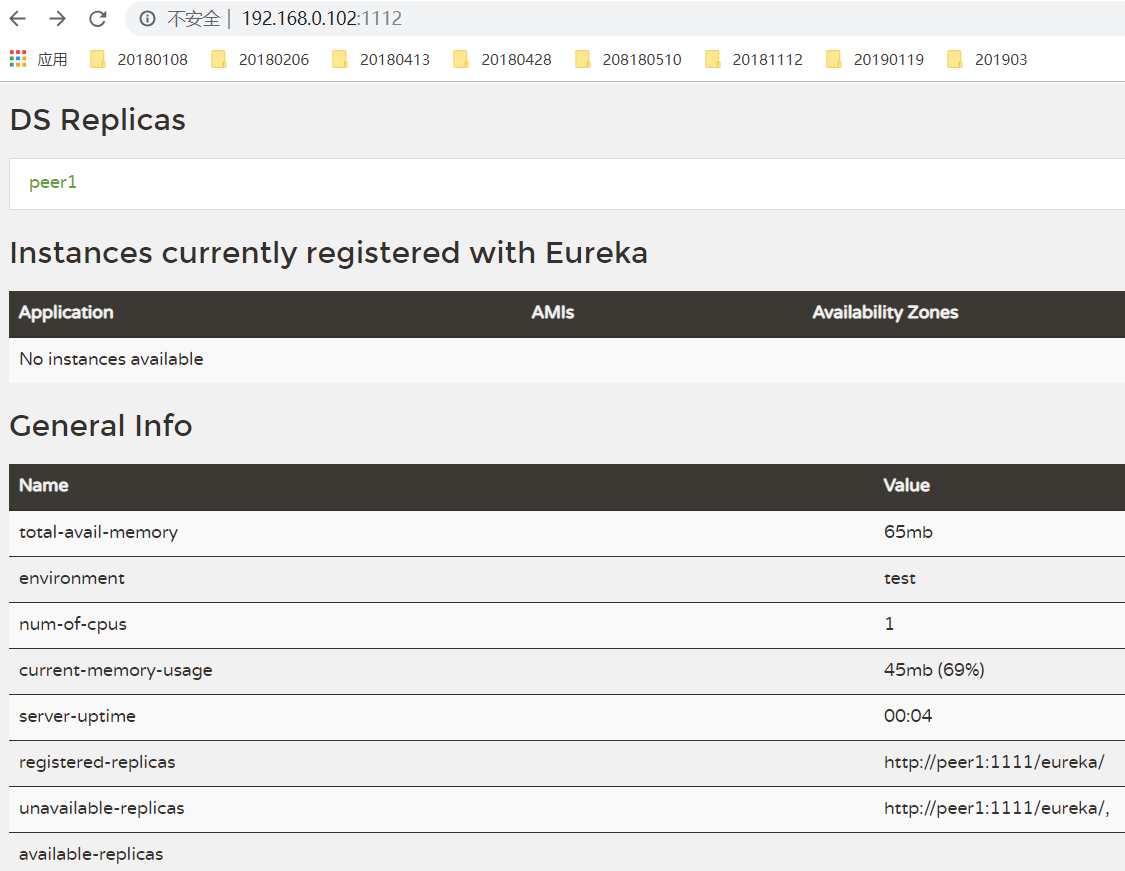 不安全 | 192.168.0.102:1112
应用 20180108 20180206 20180413 20180428 208180510 20181112 20190119 201903
DS Replicas
peer1
Instances currently registered with Eureka
Application AMIs Availability Zones
No instances available
General Info
Name Value
total-avail-memory 65mb
environment test
num-of-cpus 1
current-memory-usage 45mb (69%)
server-uptime 00:04
registered-replicas http://peer1:1111/eureka/
unavailable-replicas http://peer1:1111/eureka/,
available-replicas